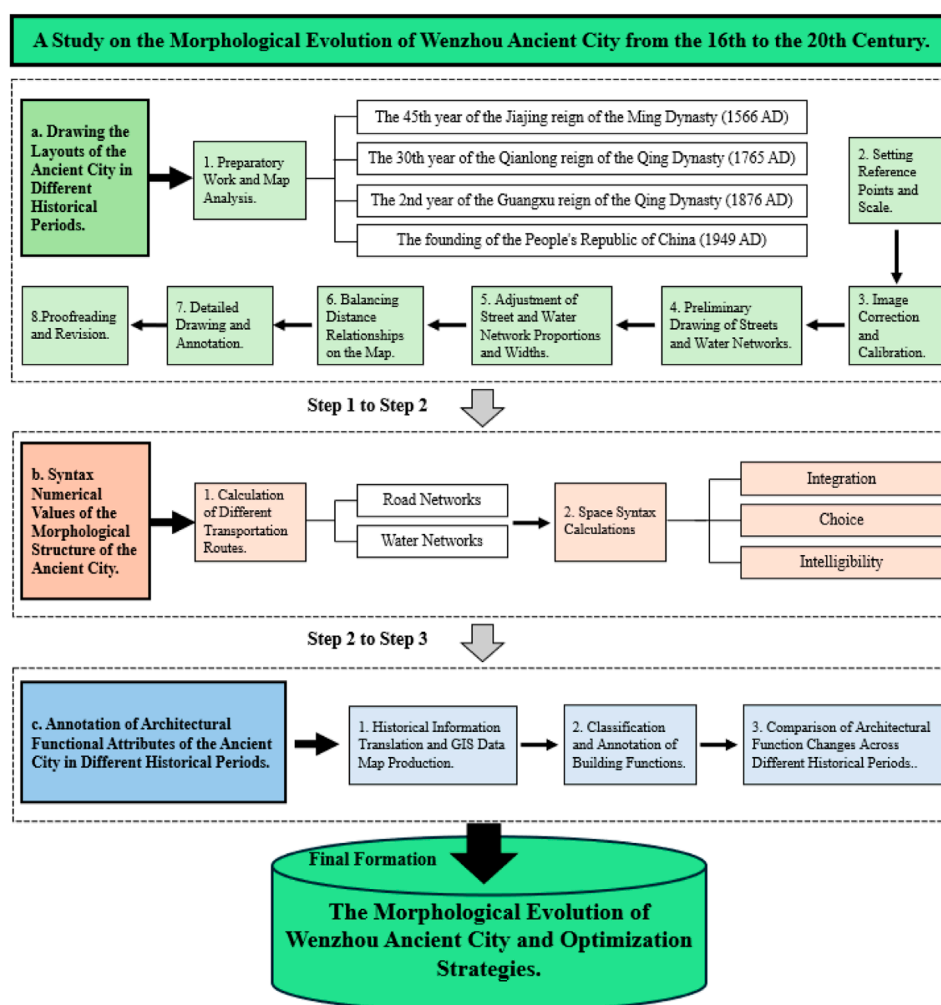 A Study on the Morphological Evolution of Wenzhou Ancient City from the 16th to the 20th Century.
a. Drawing the
Layouts of the
Ancient City in
Different
Historical
Periods.
1. Preparatory
Work and Map
Analysis.
The 45th year of the Jiajing reign of the Ming Dynasty (1566 AD)
The 30th year of the Qianlong reign of the Qing Dynasty (1765 AD)
The 2nd year of the Guangxu reign of the Qing Dynasty (1876 AD)
The founding of the People's Republic of China (1949 AD)
2. Setting
Reference
Points and
Scale.
3. Image
Correction
and
Calibration.
4. Preliminary
Drawing of Streets
and Water Networks.
5. Adjustment of
Street and Water
Network Proportions
and Widths.
6. Balancing
Distance
Relationships
on the Map.
7. Detailed
Drawing and
Annotation.
8.Proofreading
and Revision.
Step 1 to Step 2
b. Syntax
Numerical
Values of the
Morphological
Structure of the
Ancient City.
1. Calculation
of Different
Transportation
Routes.
Road Networks
Water Networks
2. Space Syntax
Calculations
Integration
Choice
Intelligibility
Step 2 to Step 3
c. Annotation of Architectural
Functional Attributes of the Ancient
City in Different Historical Periods.
1. Historical Information
Translation and GIS Data
Map Production.
2. Classification
and Annotation of
Building Functions.
3. Comparison of Architectural
Function Changes Across
Different Historical Periods..
Final Formation
The Morphological Evolution of
Wenzhou Ancient City and Optimization
Strategies.